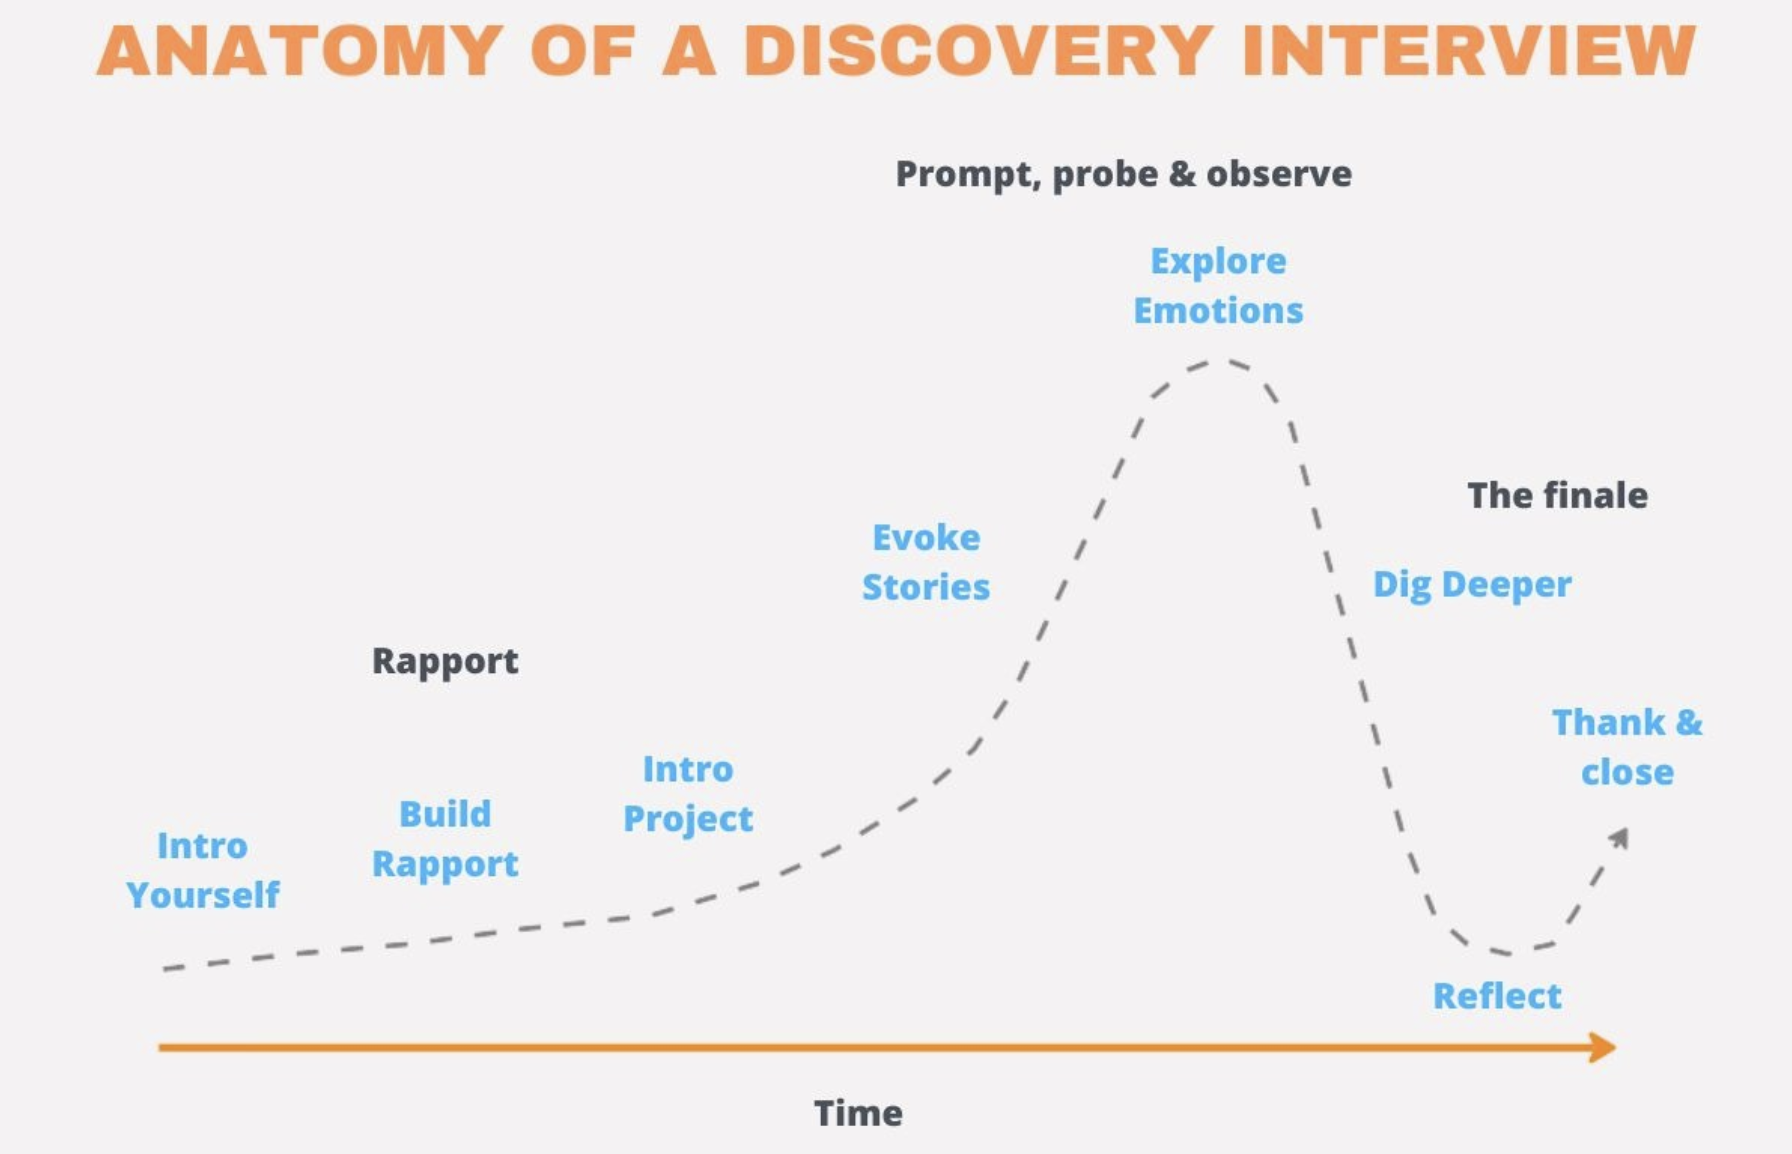 ANATOMY OF A DISCOVERY INTERVIEW
Prompt, probe & observe
Explore
Emotions
The finale
Evoke
Stories
Dig Deeper
Rapport
Thank &
close
Intro
Project
Build
Rapport
Intro
Yourself
Reflect
Time